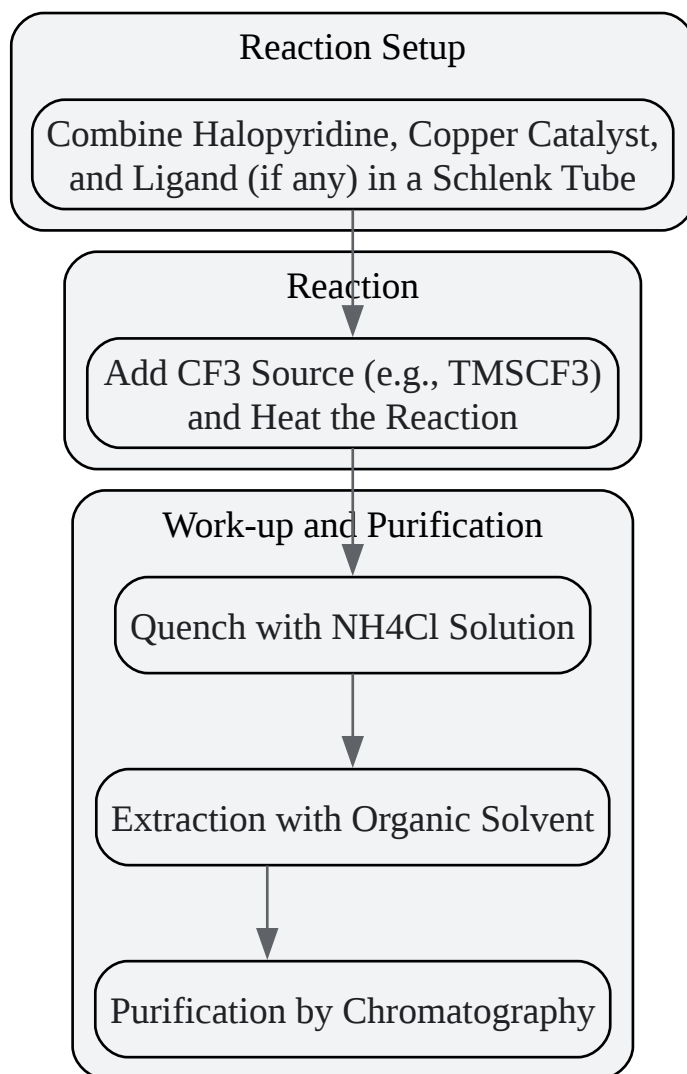 Reaction Setup
Combine Halopyridine, Copper Catalyst,
and Ligand (if any) in a Schlenk Tube
Reaction
Add CF3 Source (e.g., TMSCF3)
and Heat the Reaction
Work-up and Purification
Quench with NH4Cl Solution
Extraction with Organic Solvent
Purification by Chromatography